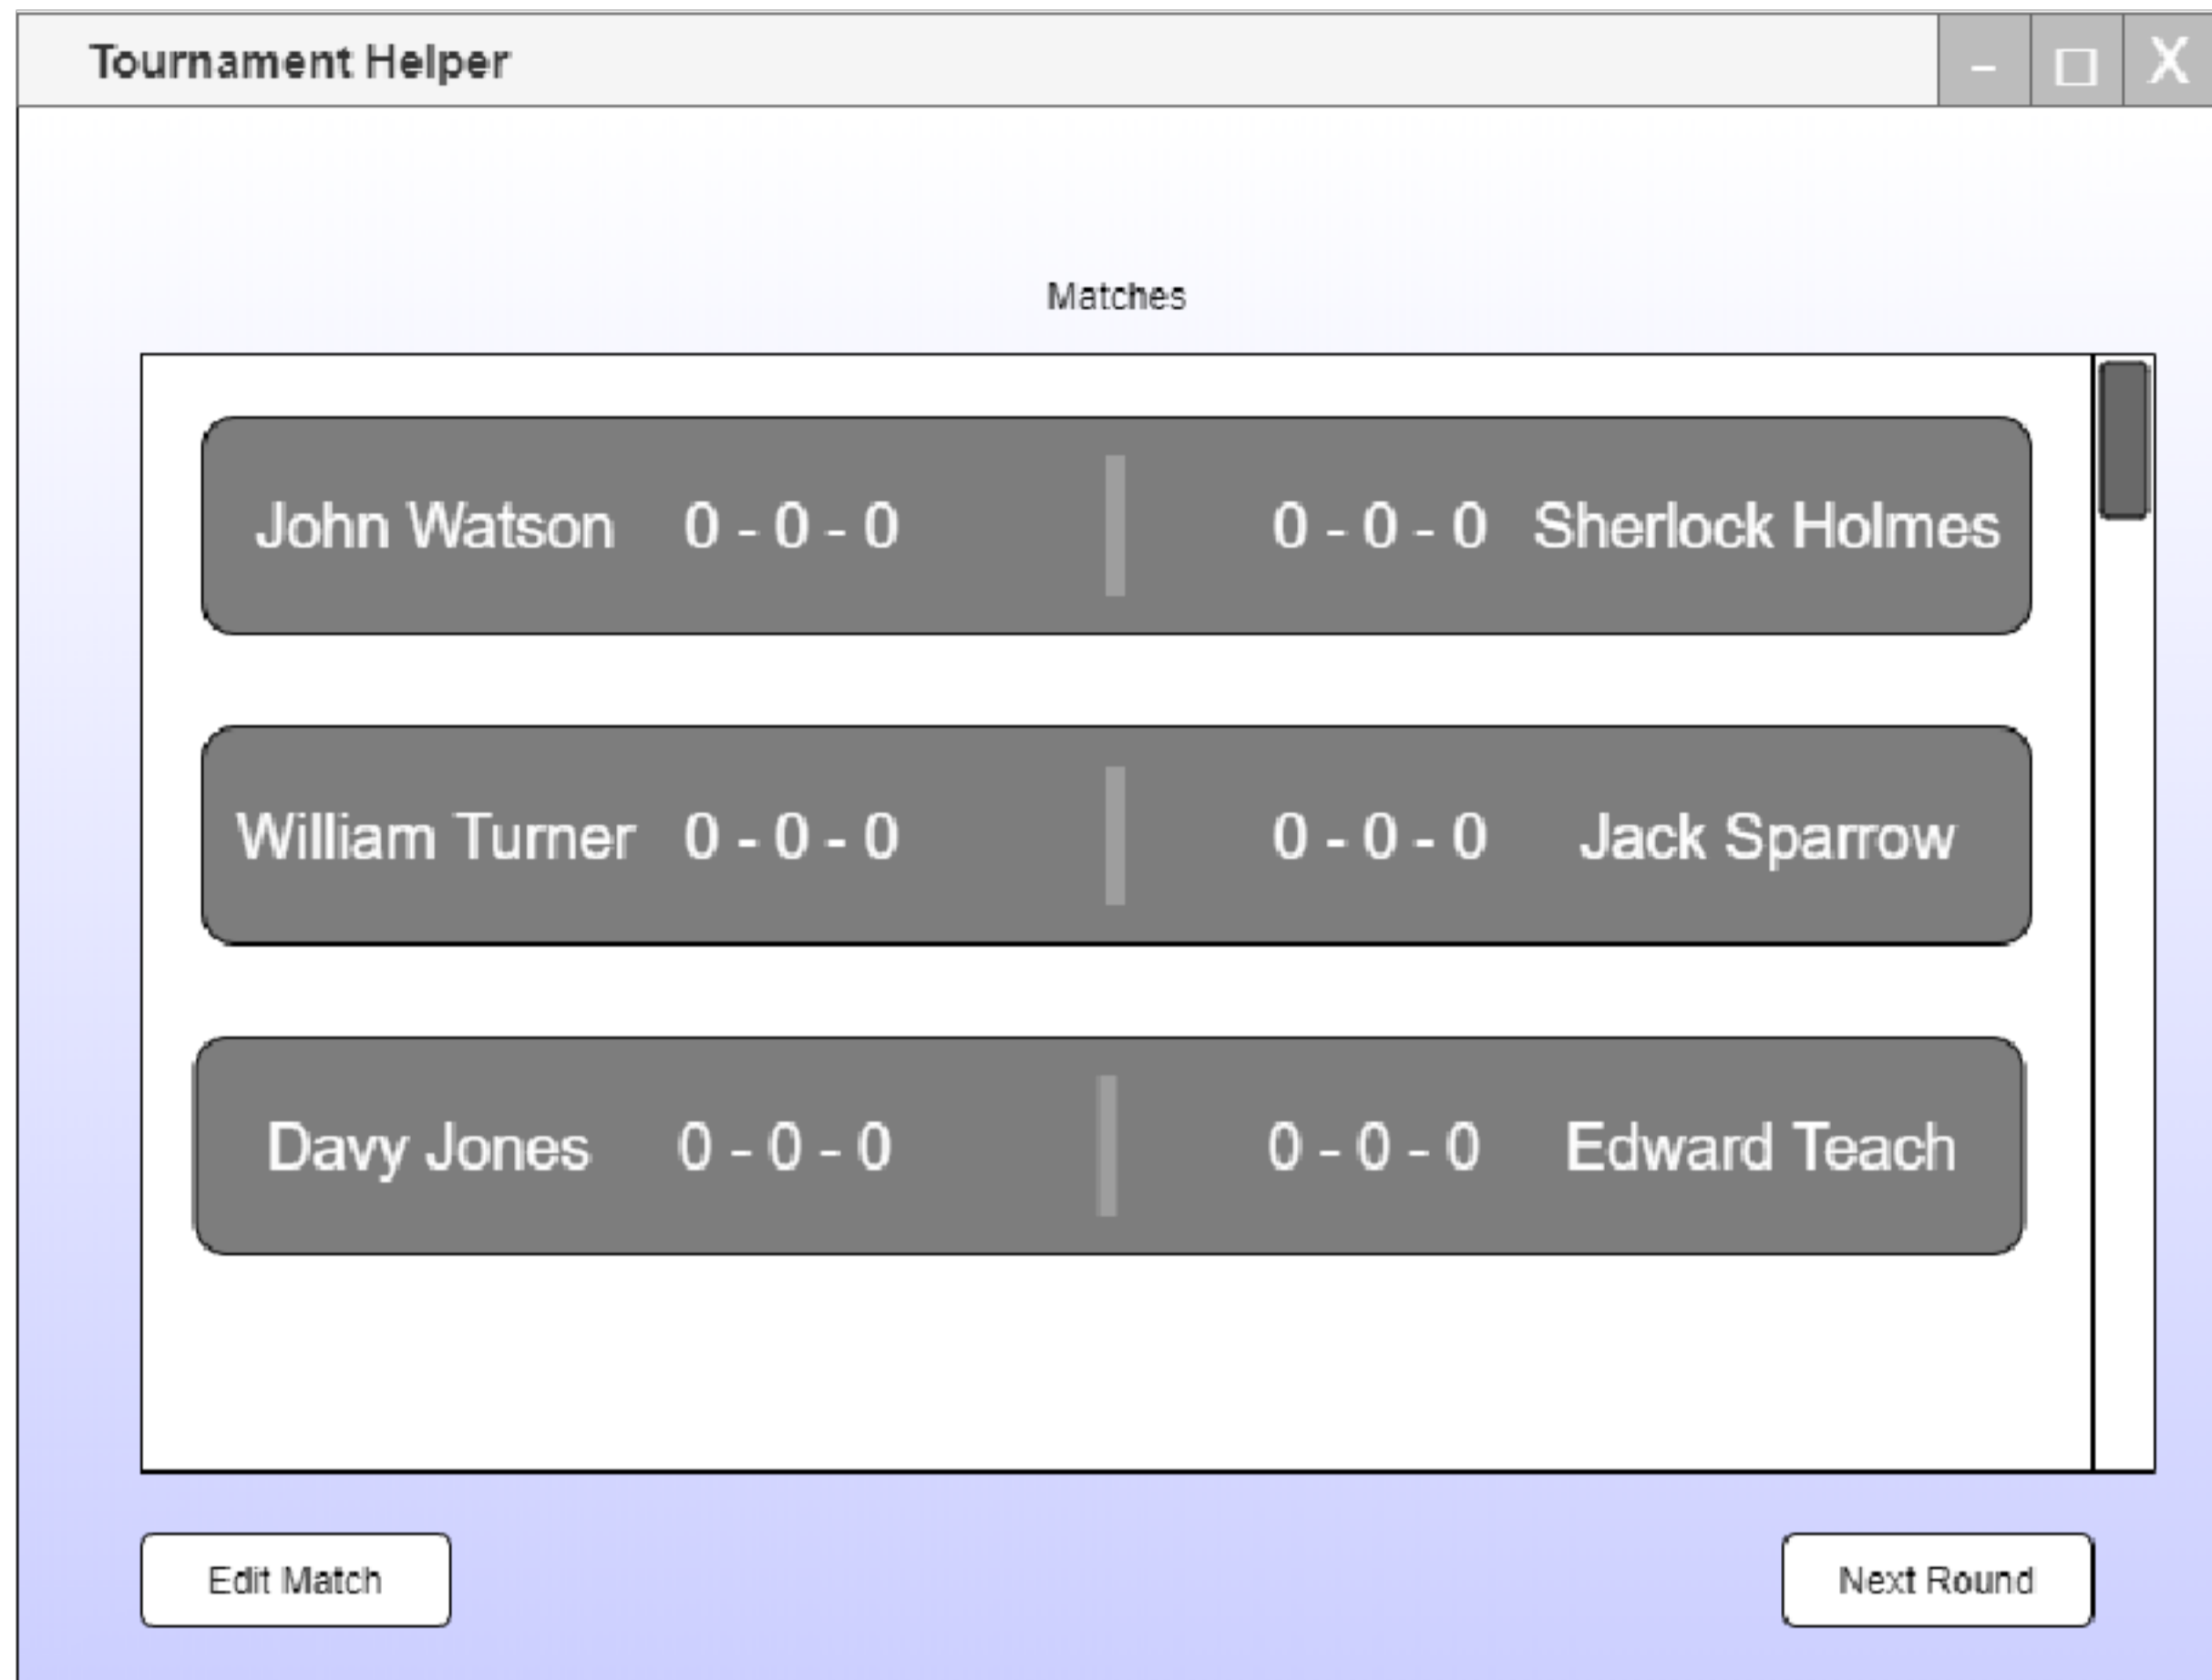 Tournament Helper
Matches
John Watson 0 - 0 - 0 0 - 0 - 0 Sherlock Holmes
William Turner 0 - 0 - 0 0 - 0 - 0 Jack Sparrow
Davy Jones 0 - 0 - 0 0 - 0 - 0 Edward Teach
Edit Match Next Round